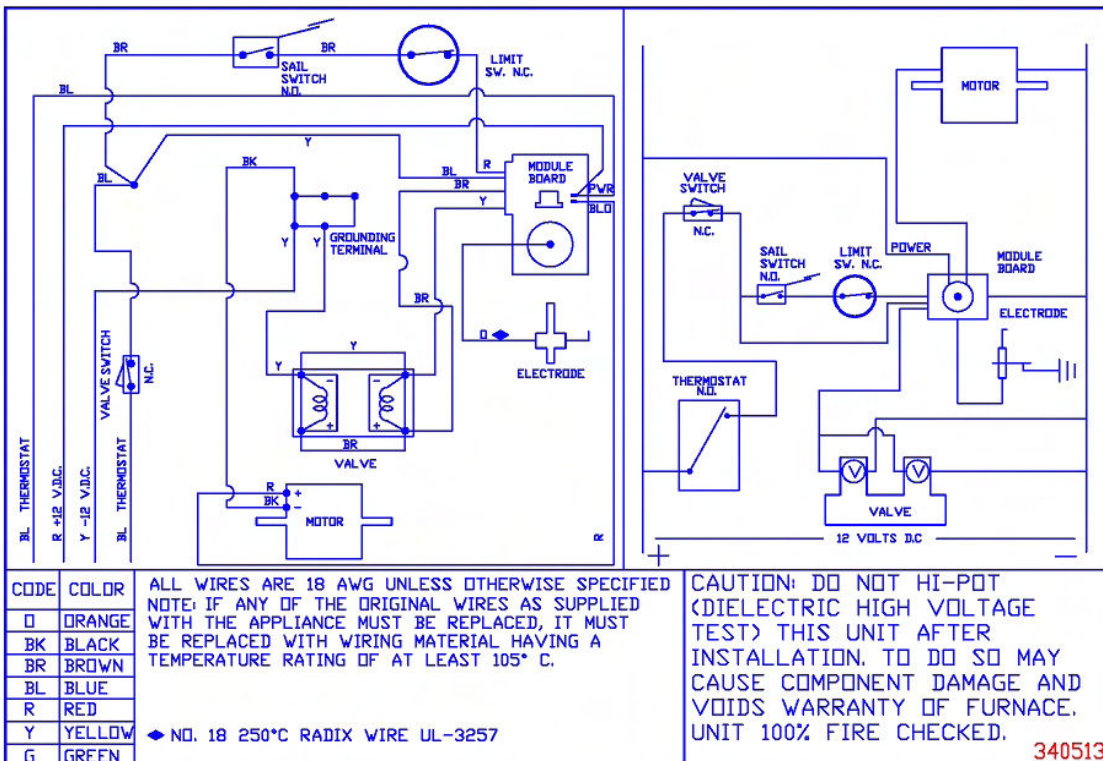 BR
BR
SAIL
SWITCH
N.O.
LIMIT
SW. N.C.
BL
Y
BK
BL
R
BL
BR
Y
MODULE
BOARD
PWR
BLO
Y
Y
GROUNDING
TERMINAL
BR
O
ELECTRODE
VALVE SWITCH
N.C.
Y
Y
-
+
-
+
BR
VALVE
BL THERMOSTAT
R +12 V.D.C.
Y -12 V.D.C.
BL THERMOSTAT
R
+
BK
-
MOTOR
R
MOTOR
VALVE
SWITCH
N.C.
SAIL
SWITCH
N.O.
LIMIT
SW. N.C.
POWER
MODULE
BOARD
ELECTRODE
THERMOSTAT
N.O.
V
V
VALVE
12 VOLTS D.C
+
-
CODE COLOR
O ORANGE
BK BLACK
BR BROWN
BL BLUE
R RED
Y YELLOW
G GREEN
ALL WIRES ARE 18 AWG UNLESS OTHERWISE SPECIFIED
NOTE: IF ANY OF THE ORIGINAL WIRES AS SUPPLIED
WITH THE APPLIANCE MUST BE REPLACED, IT MUST
BE REPLACED WITH WIRING MATERIAL HAVING A
TEMPERATURE RATING OF AT LEAST 105° C.
◆ NO. 18 250°C RADIX WIRE UL-3257
CAUTION: DO NOT HI-POT
(DIELECTRIC HIGH VOLTAGE
TEST) THIS UNIT AFTER
INSTALLATION. TO DO SO MAY
CAUSE COMPONENT DAMAGE AND
VOIDS WARRANTY OF FURNACE.
UNIT 100% FIRE CHECKED.
340513